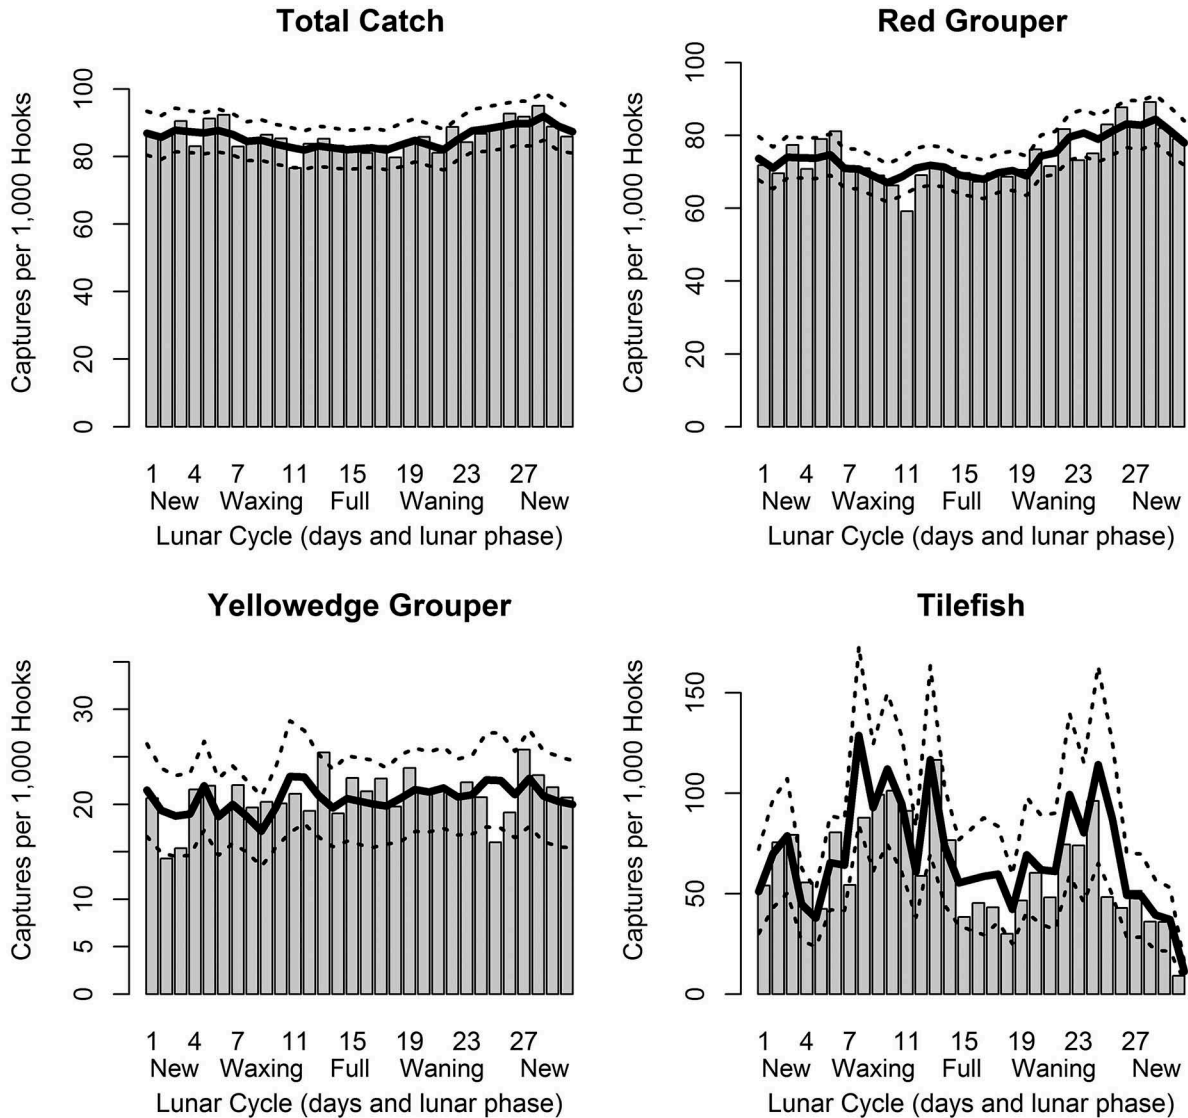 Total Catch
Captures per 1,000 Hooks
100
80
60
40
20
0
1 4 7 11 15 19 23 27
New Waxing Full Waning New
Lunar Cycle (days and lunar phase)
Red Grouper
Captures per 1,000 Hooks
100
80
60
40
20
0
1 4 7 11 15 19 23 27
New Waxing Full Waning New
Lunar Cycle (days and lunar phase)
Yellowedge Grouper
Captures per 1,000 Hooks
30
20
10
5
0
1 4 7 11 15 19 23 27
New Waxing Full Waning New
Lunar Cycle (days and lunar phase)
Tilefish
Captures per 1,000 Hooks
150
100
50
0
1 4 7 11 15 19 23 27
New Waxing Full Waning New
Lunar Cycle (days and lunar phase)